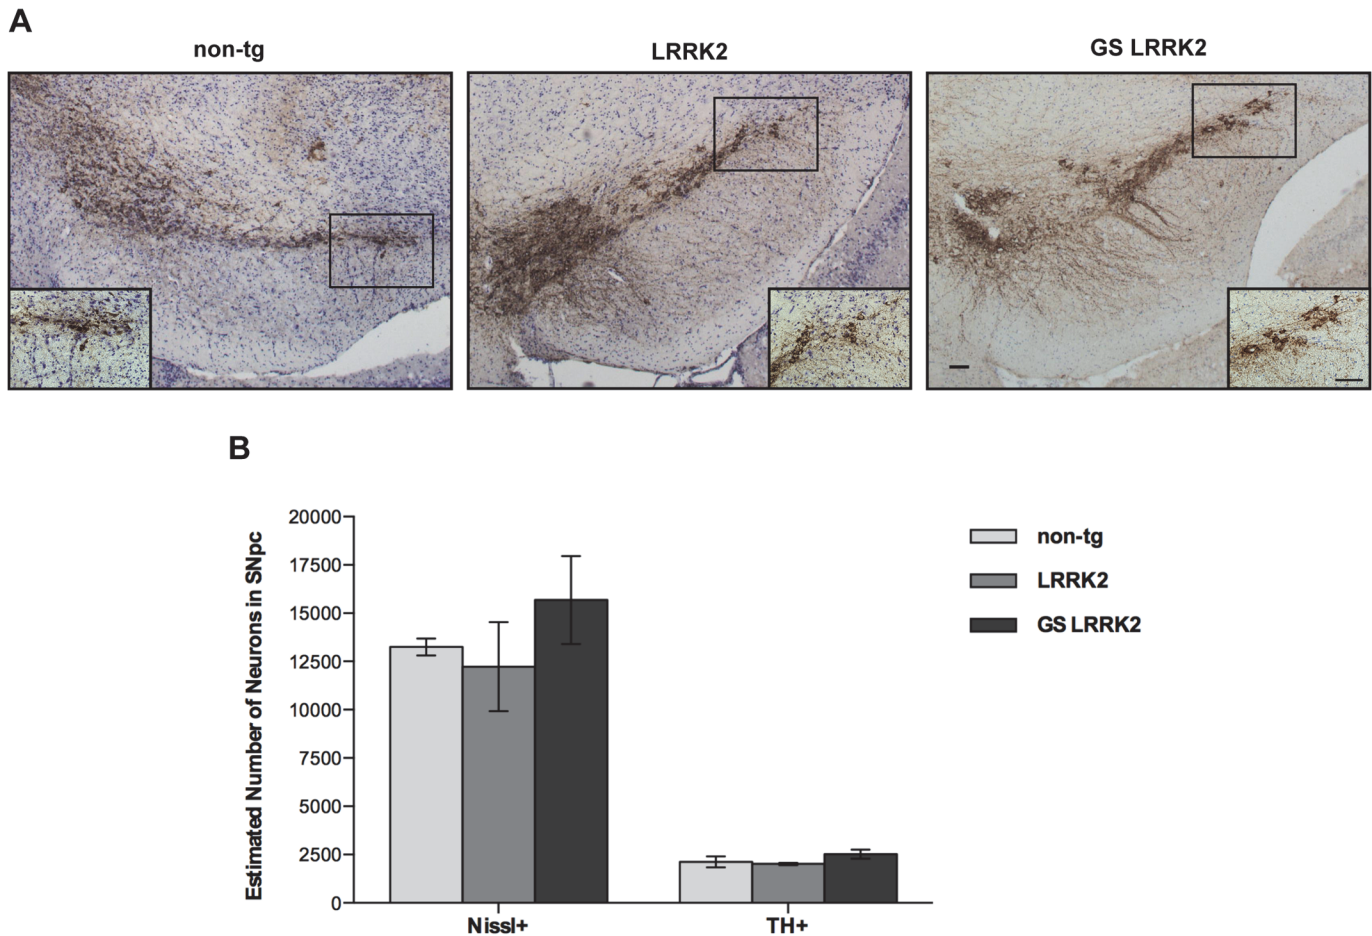 A
non-tg
LRRK2
GS LRRK2
B
Estimated Number of Neurons in SNpc
20000
17500
15000
12500
10000
7500
5000
2500
0
Nissl+
TH+
non-tg
LRRK2
GS LRRK2